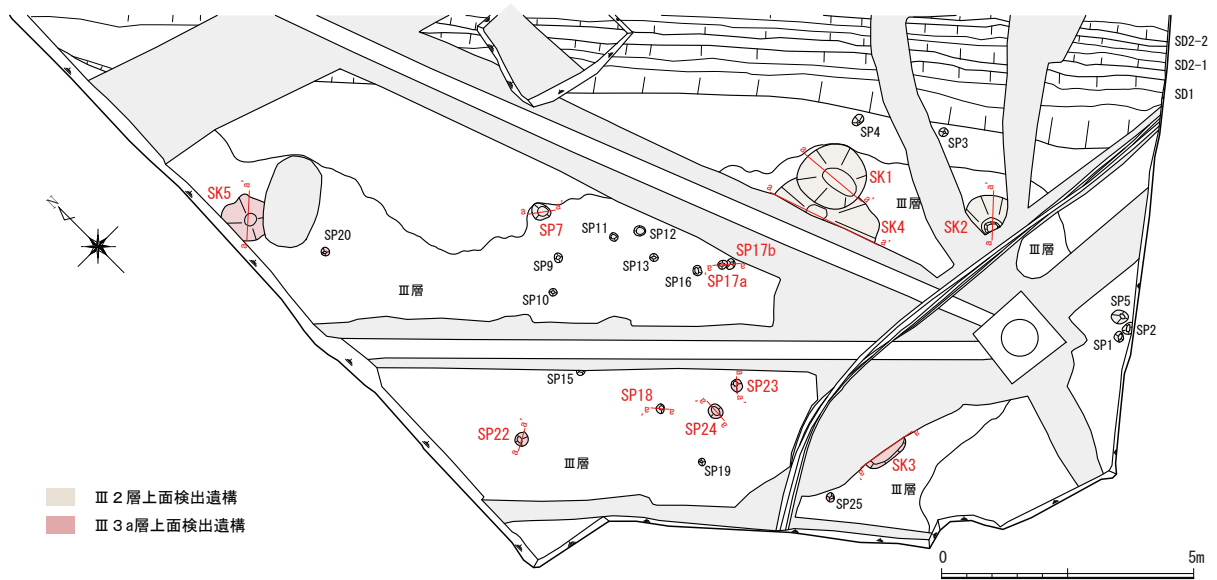 SD2-2
SD2-1
SD1
SP4
SP3
SK1
a
a'
SK5
a'
a
Ⅲ層
a'
SK2
a
SK4
a
a'
N
SP7
a
a'
SP11
SP12
SP20
SP9
SP13
SP17b
SP16
a'
a
SP17a
Ⅲ層
Ⅲ層
SP10
SP5
SP2
SP1
SP15
a
SP23
a'
SP18
a'
a
a'
SP24
a
SP22
a'
a
Ⅲ層
SP19
a
SK3
a'
Ⅲ層
SP25
Ⅲ2層上面検出遺構
Ⅲ3a層上面検出遺構
0
5m